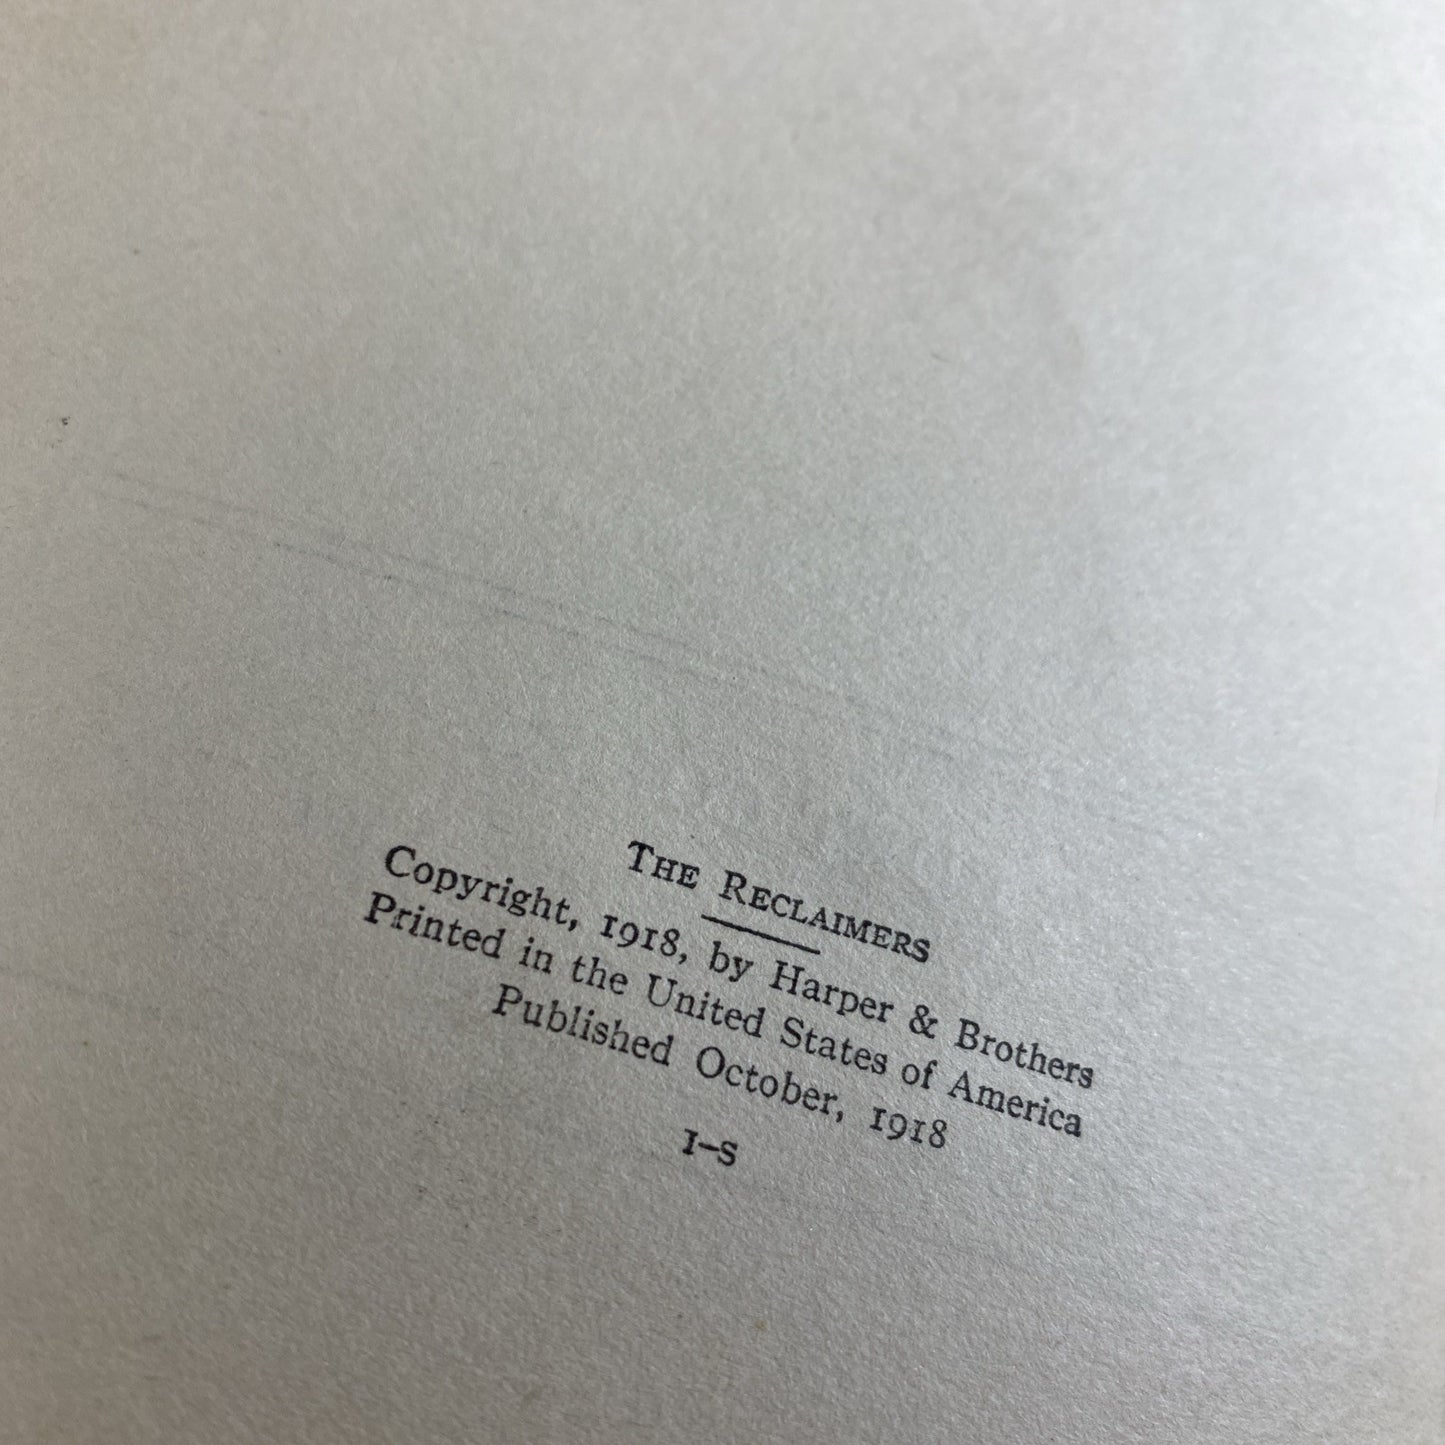 The Reclaimers
Copyright, 1918, by Harper & Brothers
Printed in the United States of America
Published October, 1918
I-S